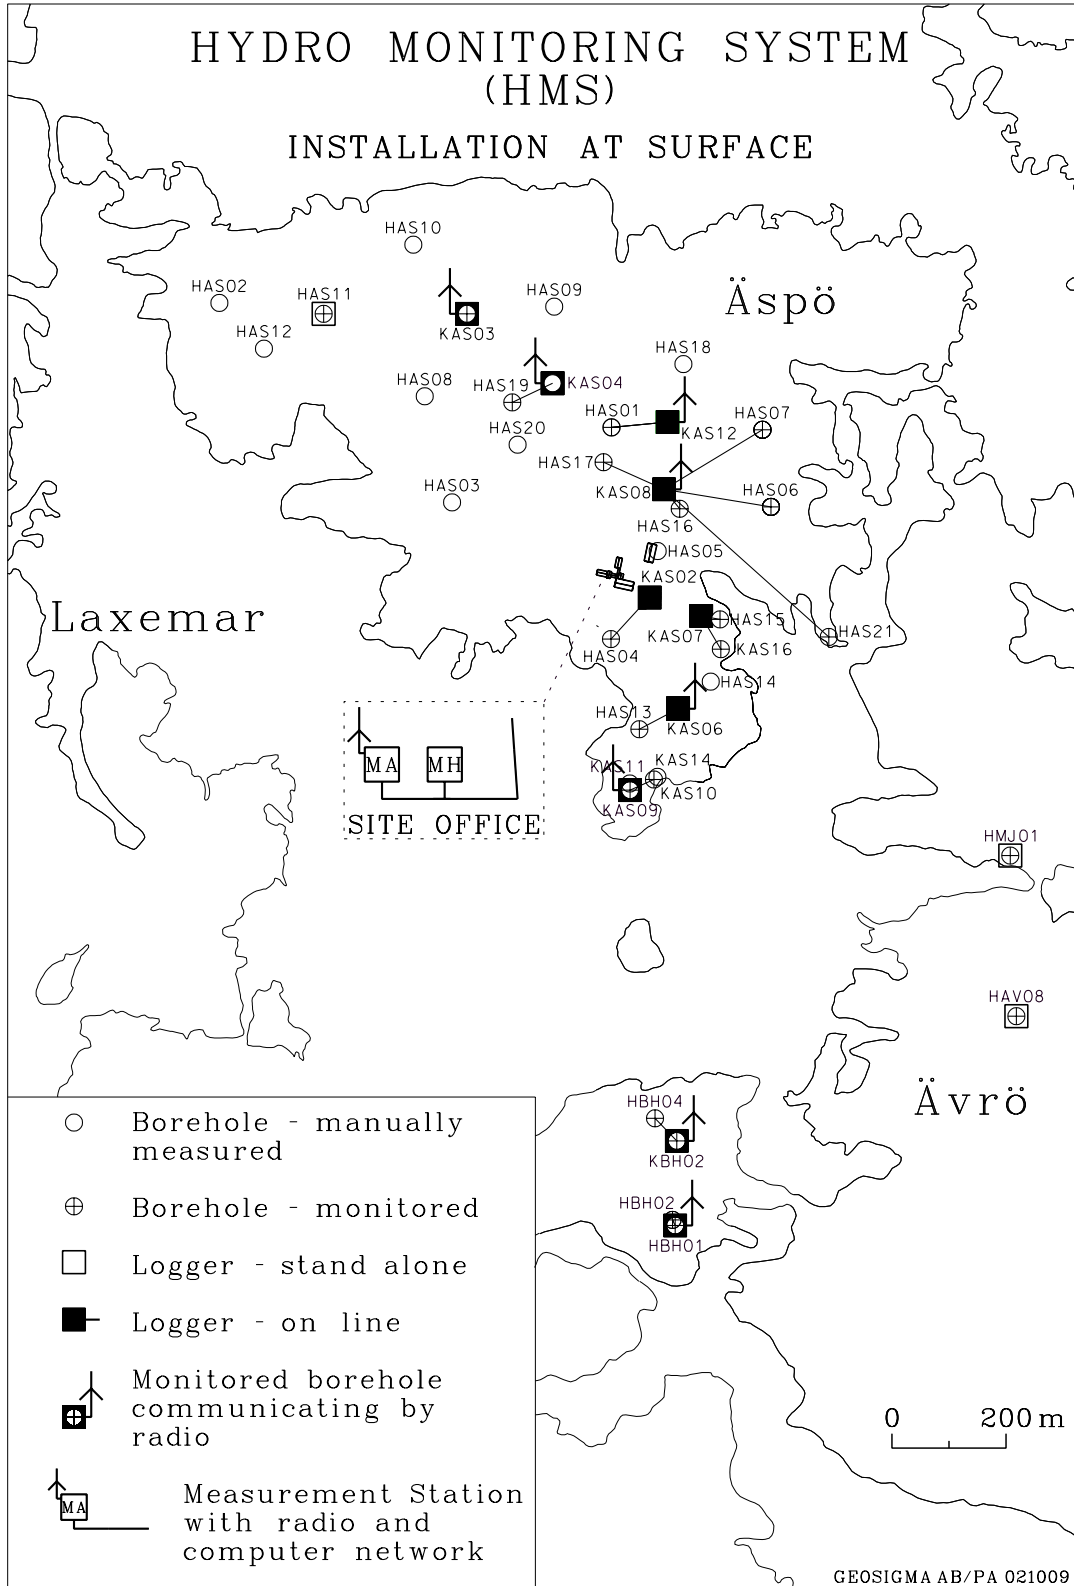 HYDRO MONITORING SYSTEM
(HMS)
INSTALLATION AT SURFACE
HAS10
HAS02
HAS11
HAS09
Äspö
KAS03
HAS12
HAS18
HAS08
HAS19
KAS04
HAS01
HAS07
HAS20
KAS12
HAS17
HAS03
KAS08
HAS06
HAS16
HAS05
KAS02
Laxemar
HAS15
HAS21
KAS07
HAS04
KAS16
HAS14
HAS13
KAS06
MA
MH
KAS11
KAS14
KAS10
KAS09
SITE OFFICE
HMJ01
HAV08
Ävrö
HBH04
KBH02
HBH02
HBH01
Borehole - manually
measured
Borehole - monitored
Logger - stand alone
Logger - on line
Monitored borehole
communicating by
radio
MA
Measurement Station
with radio and
computer network
0 200 m
GEOSIGMA AB/PA 021009